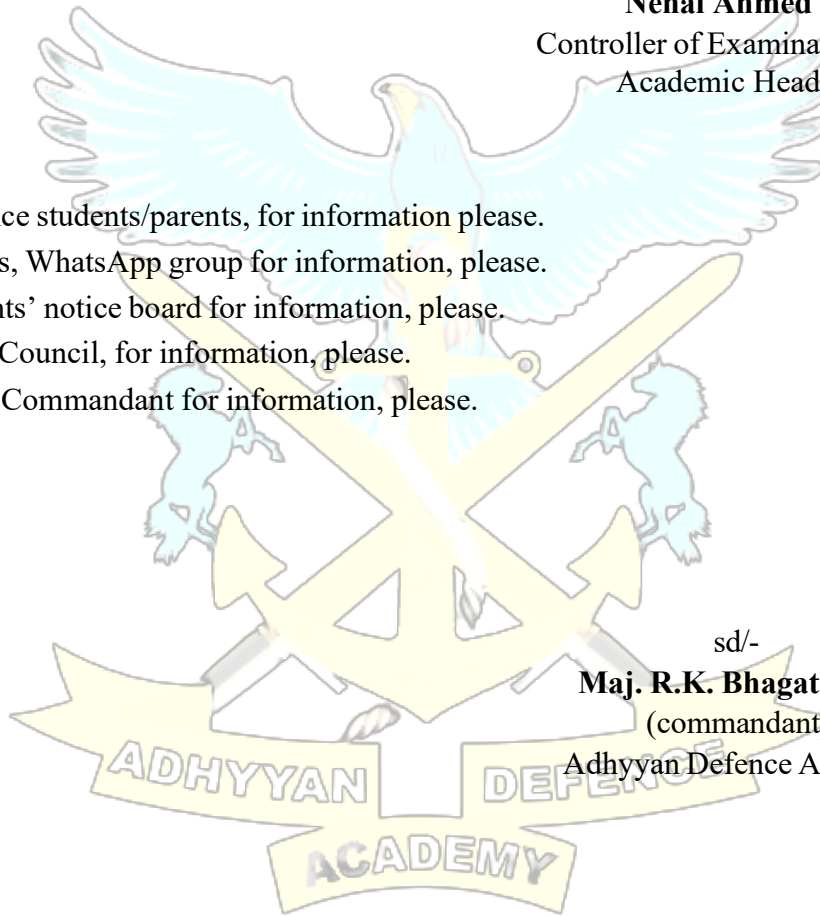 Nehal Ahmed
Controller of Examina
Academic Head
ice students/parents, for information please.
s, WhatsApp group for information, please.
nts’ notice board for information, please.
Council, for information, please.
Commandant for information, please.
sd/-
Maj. R.K. Bhagat
(commandant
Adhyyan Defence A
ADHYYAN DEFENCE
ACADEMY